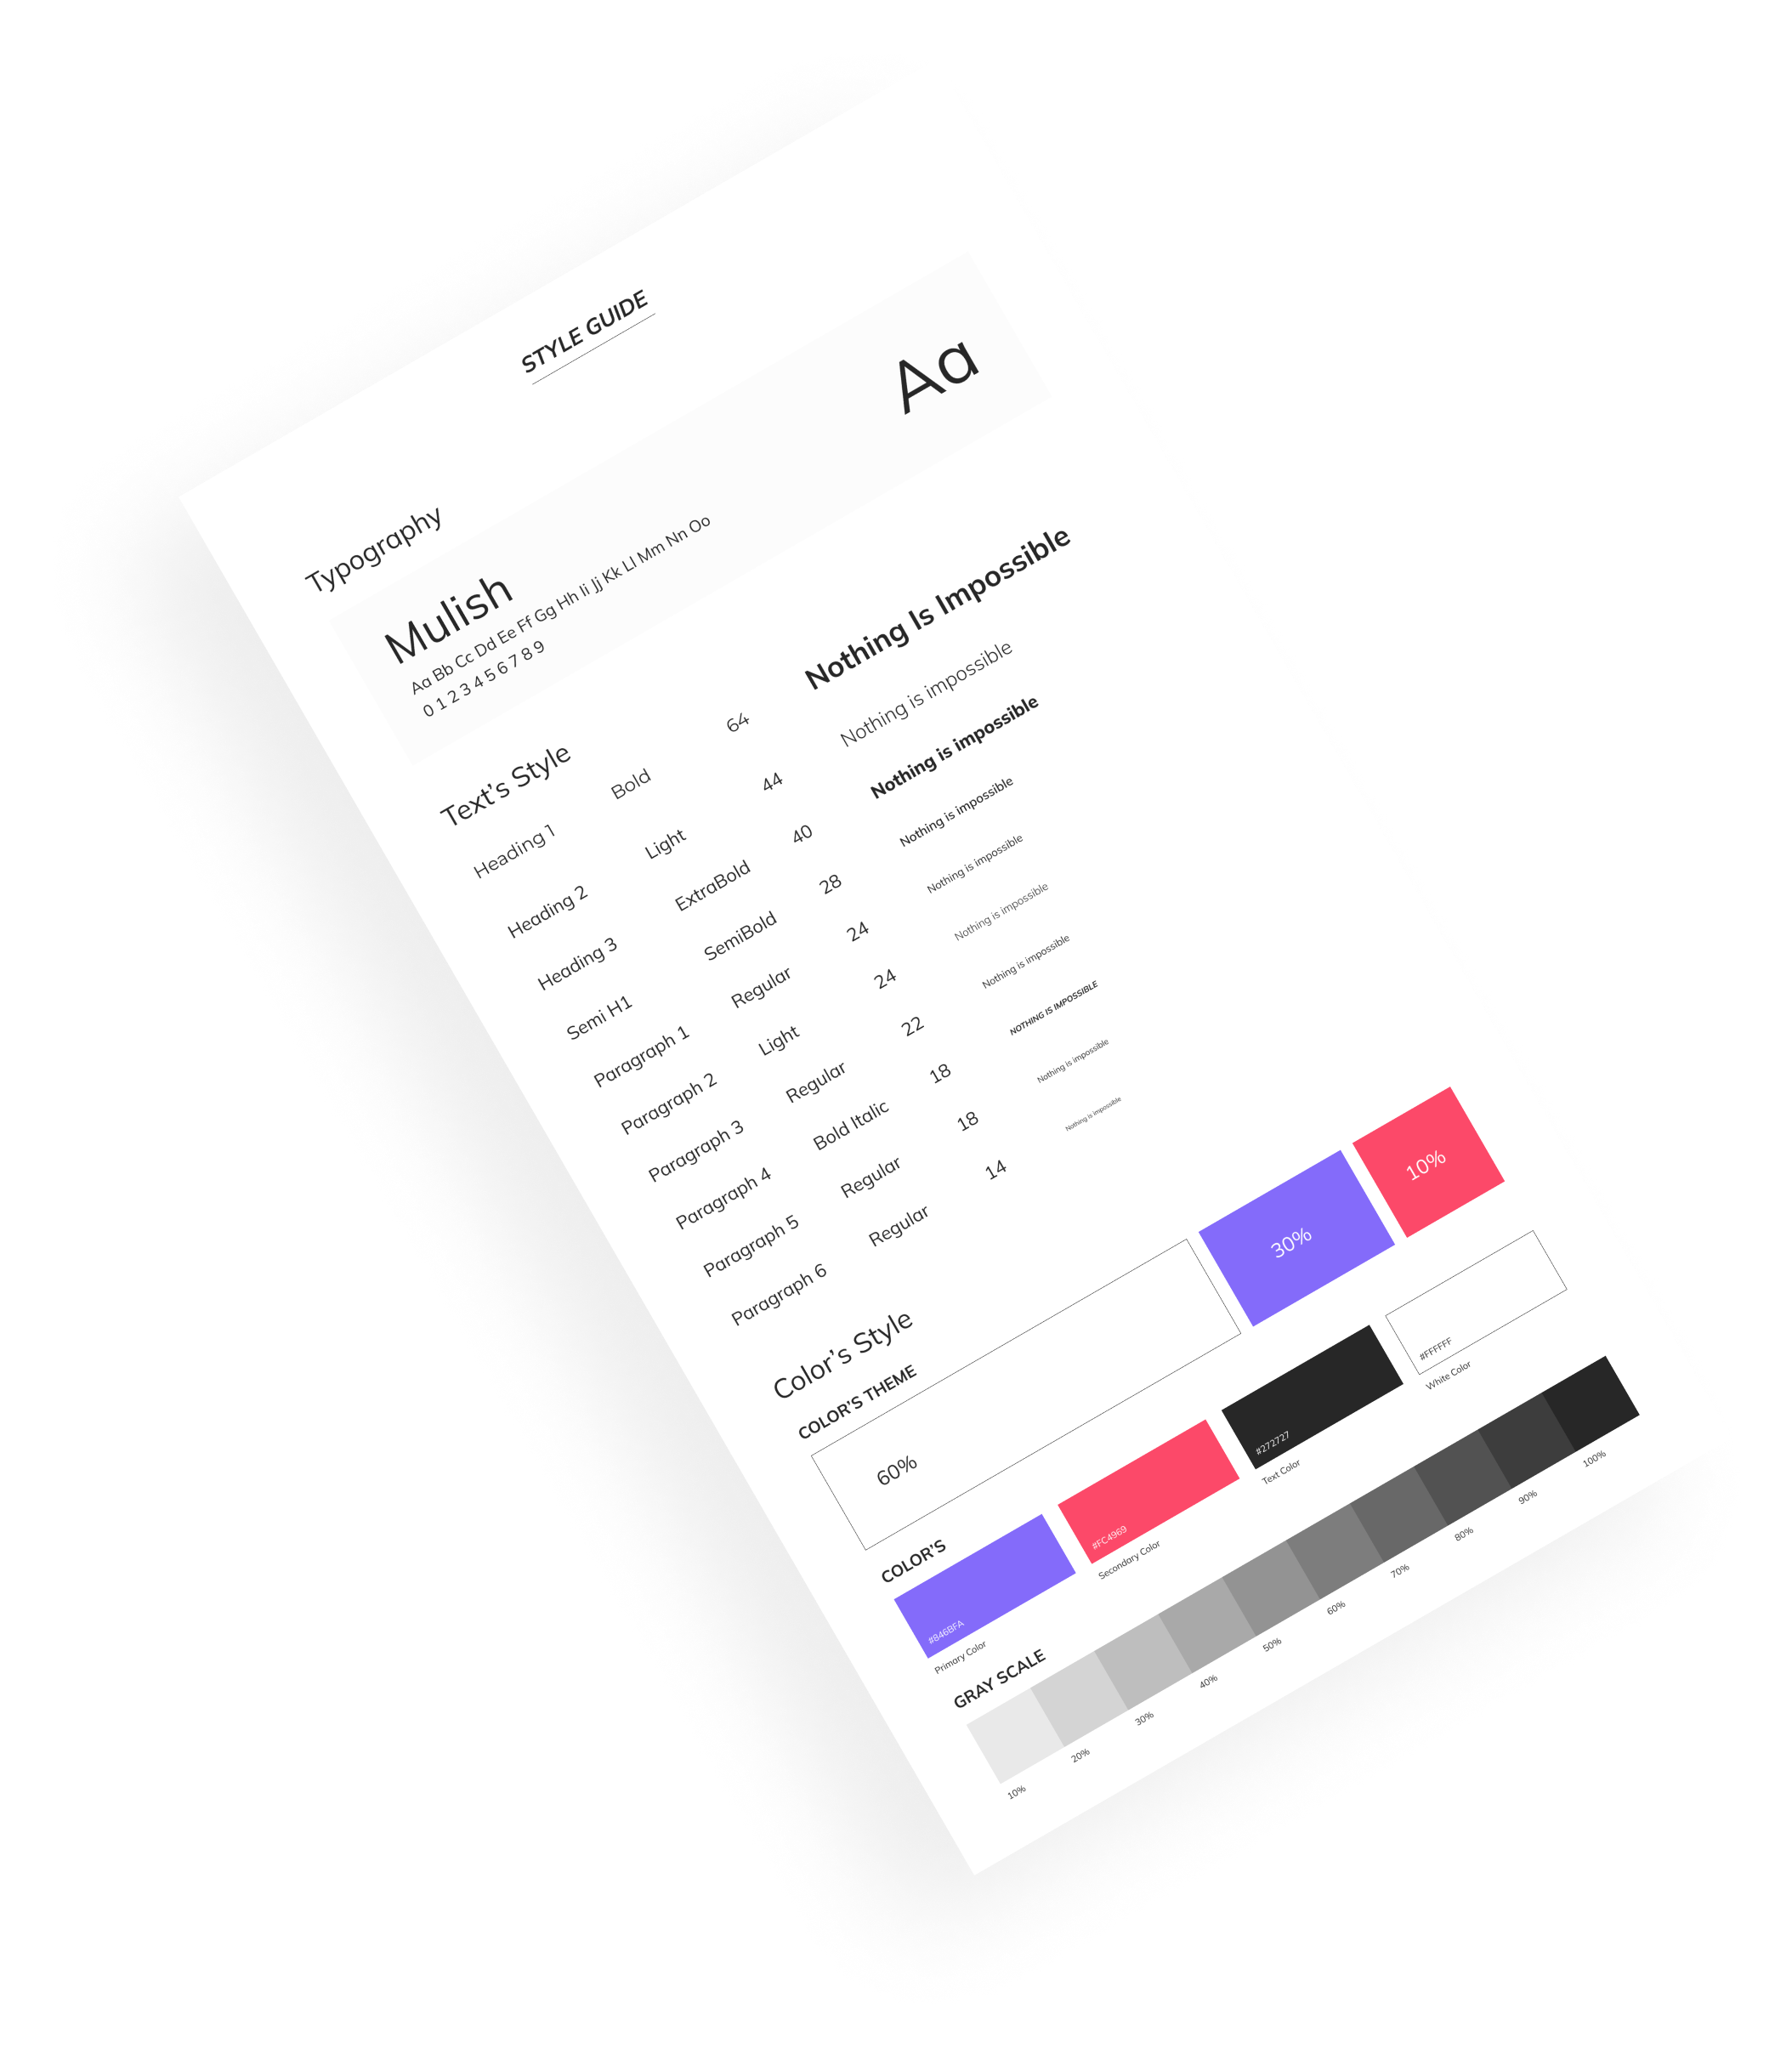 STYLE GUIDE
Typography
Mulish
Aa
Aa Bb Cc Dd Ee Ff Gg Hh Ii Jj Kk Ll Mm Nn Oo
0 1 2 3 4 5 6 7 8 9
Text's Style
Heading 1 Bold 64 Nothing Is Impossible
Heading 2 Light 44 Nothing is impossible
Heading 3 ExtraBold 40 Nothing is impossible
Semi H1 SemiBold 28 Nothing is impossible
Paragraph 1 Regular 24 Nothing is impossible
Paragraph 2 Light 24 Nothing is impossible
Paragraph 3 Regular 22 Nothing is impossible
Paragraph 4 Bold Italic 18 NOTHING IS IMPOSSIBLE
Paragraph 5 Regular 18 Nothing is impossible
Paragraph 6 Regular 14 Nothing is impossible
Color's Style
COLOR'S THEME
60% 30% 10%
COLOR'S
#846BFA #FC4969 #272727 #FFFFFF
Primary Color Secondary Color Text Color White Color
GRAY SCALE
10% 20% 30% 40% 50% 60% 70% 80% 90% 100%